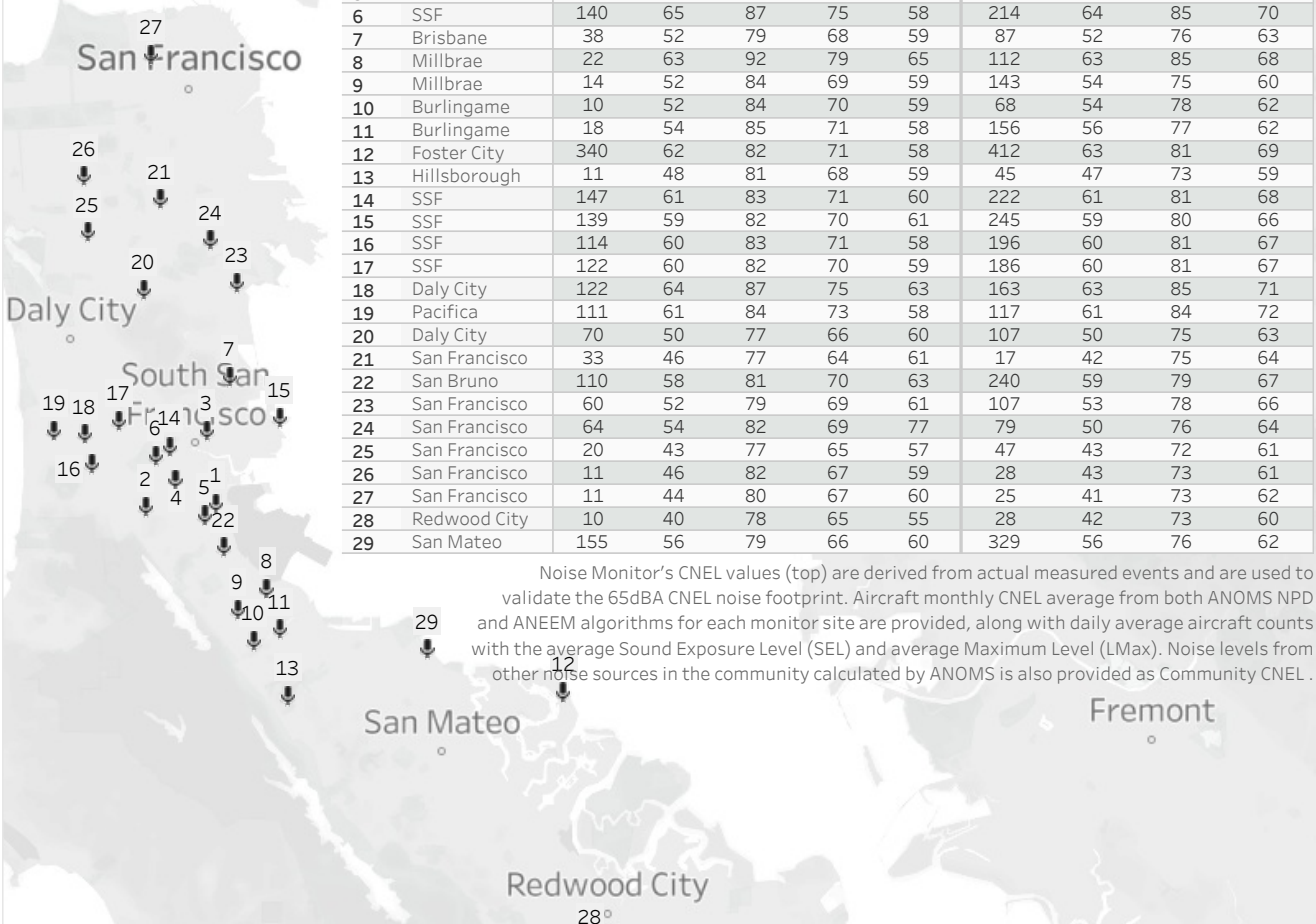 6 SSF 140 65 87 75 58 214 64 85 70
7 Brisbane 38 52 79 68 59 87 52 76 63
8 Millbrae 22 63 92 79 65 112 63 85 68
9 Millbrae 14 52 84 69 59 143 54 75 60
10 Burlingame 10 52 84 70 59 68 54 78 62
11 Burlingame 18 54 85 71 58 156 56 77 62
12 Foster City 340 62 82 71 58 412 63 81 69
13 Hillsborough 11 48 81 68 59 45 47 73 59
14 SSF 147 61 83 71 60 222 61 81 68
15 SSF 139 59 82 70 61 245 59 80 66
16 SSF 114 60 83 71 58 196 60 81 67
17 SSF 122 60 82 70 59 186 60 81 67
18 Daly City 122 64 87 75 63 163 63 85 71
19 Pacifica 111 61 84 73 58 117 61 84 72
20 Daly City 70 50 77 66 60 107 50 75 63
21 San Francisco 33 46 77 64 61 17 42 75 64
22 San Bruno 110 58 81 70 63 240 59 79 67
23 San Francisco 60 52 79 69 61 107 53 78 66
24 San Francisco 64 54 82 69 77 79 50 76 64
25 San Francisco 20 43 77 65 57 47 43 72 61
26 San Francisco 11 46 82 67 59 28 43 73 61
27 San Francisco 11 44 80 67 60 25 41 73 62
28 Redwood City 10 40 78 65 55 28 42 73 60
29 San Mateo 155 56 79 66 60 329 56 76 62
Noise Monitor's CNEL values (top) are derived from actual measured events and are used to
validate the 65dBA CNEL noise footprint. Aircraft monthly CNEL average from both ANOMS NPD
and ANEEM algorithms for each monitor site are provided, along with daily average aircraft counts
with the average Sound Exposure Level (SEL) and average Maximum Level (LMax). Noise levels from
other noise sources in the community calculated by ANOMS is also provided as Community CNEL .
27
San Francisco
26
21
25
24
23
20
Daly City
7
South San
Francisco
15
17
3
19
18
14
6
16
2
4
5
1
22
8
9
11
10
29
12
13
San Mateo
Fremont
Redwood City
28